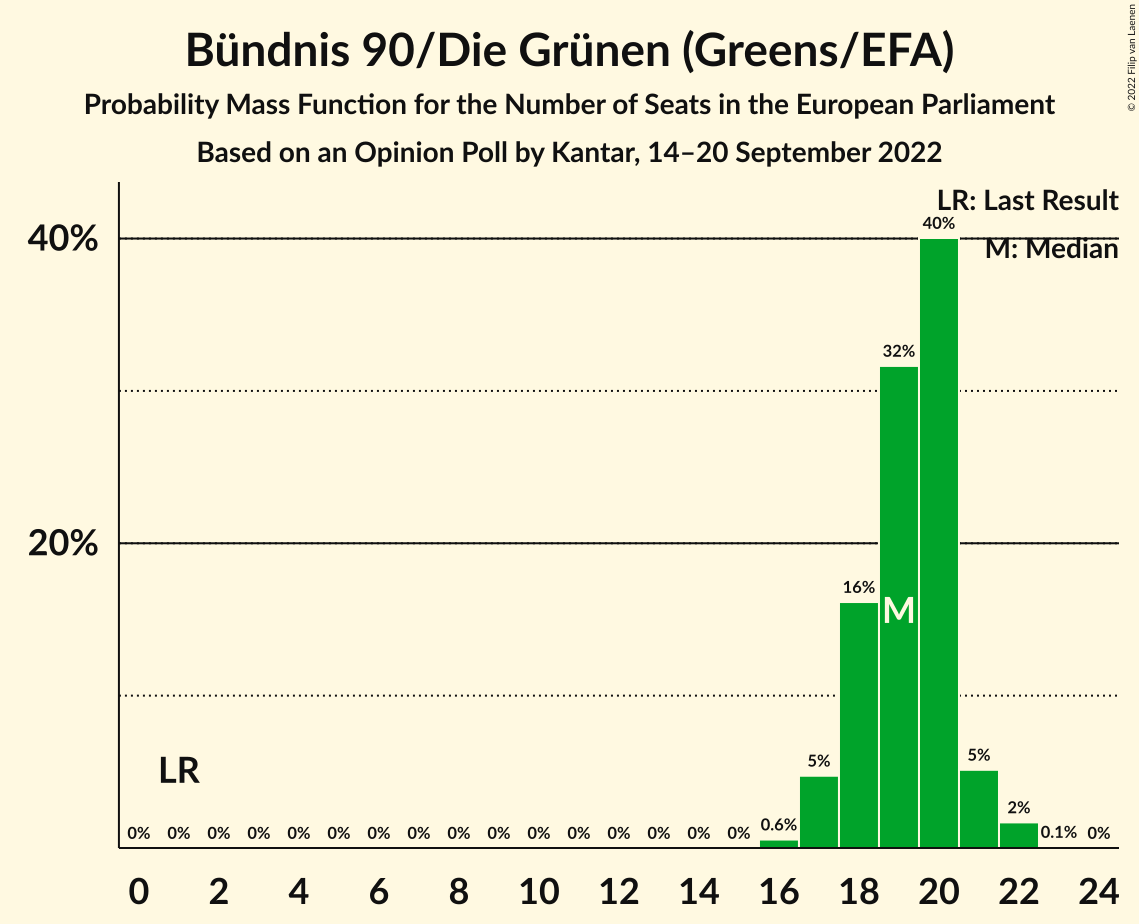 Bündnis 90/Die Grünen (Greens/EFA)
Probability Mass Function for the Number of Seats in the European Parliament
Based on an Opinion Poll by Kantar, 14–20 September 2022
© 2022 Filip van Laenen
LR: Last Result
M: Median
40%
20%
40%
32%
16%
M
5%
5%
2%
LR
0% 0% 0% 0% 0% 0% 0% 0% 0% 0% 0% 0% 0% 0% 0% 0% 0.6% 0.1% 0%
0 2 4 6 8 10 12 14 16 18 20 22 24